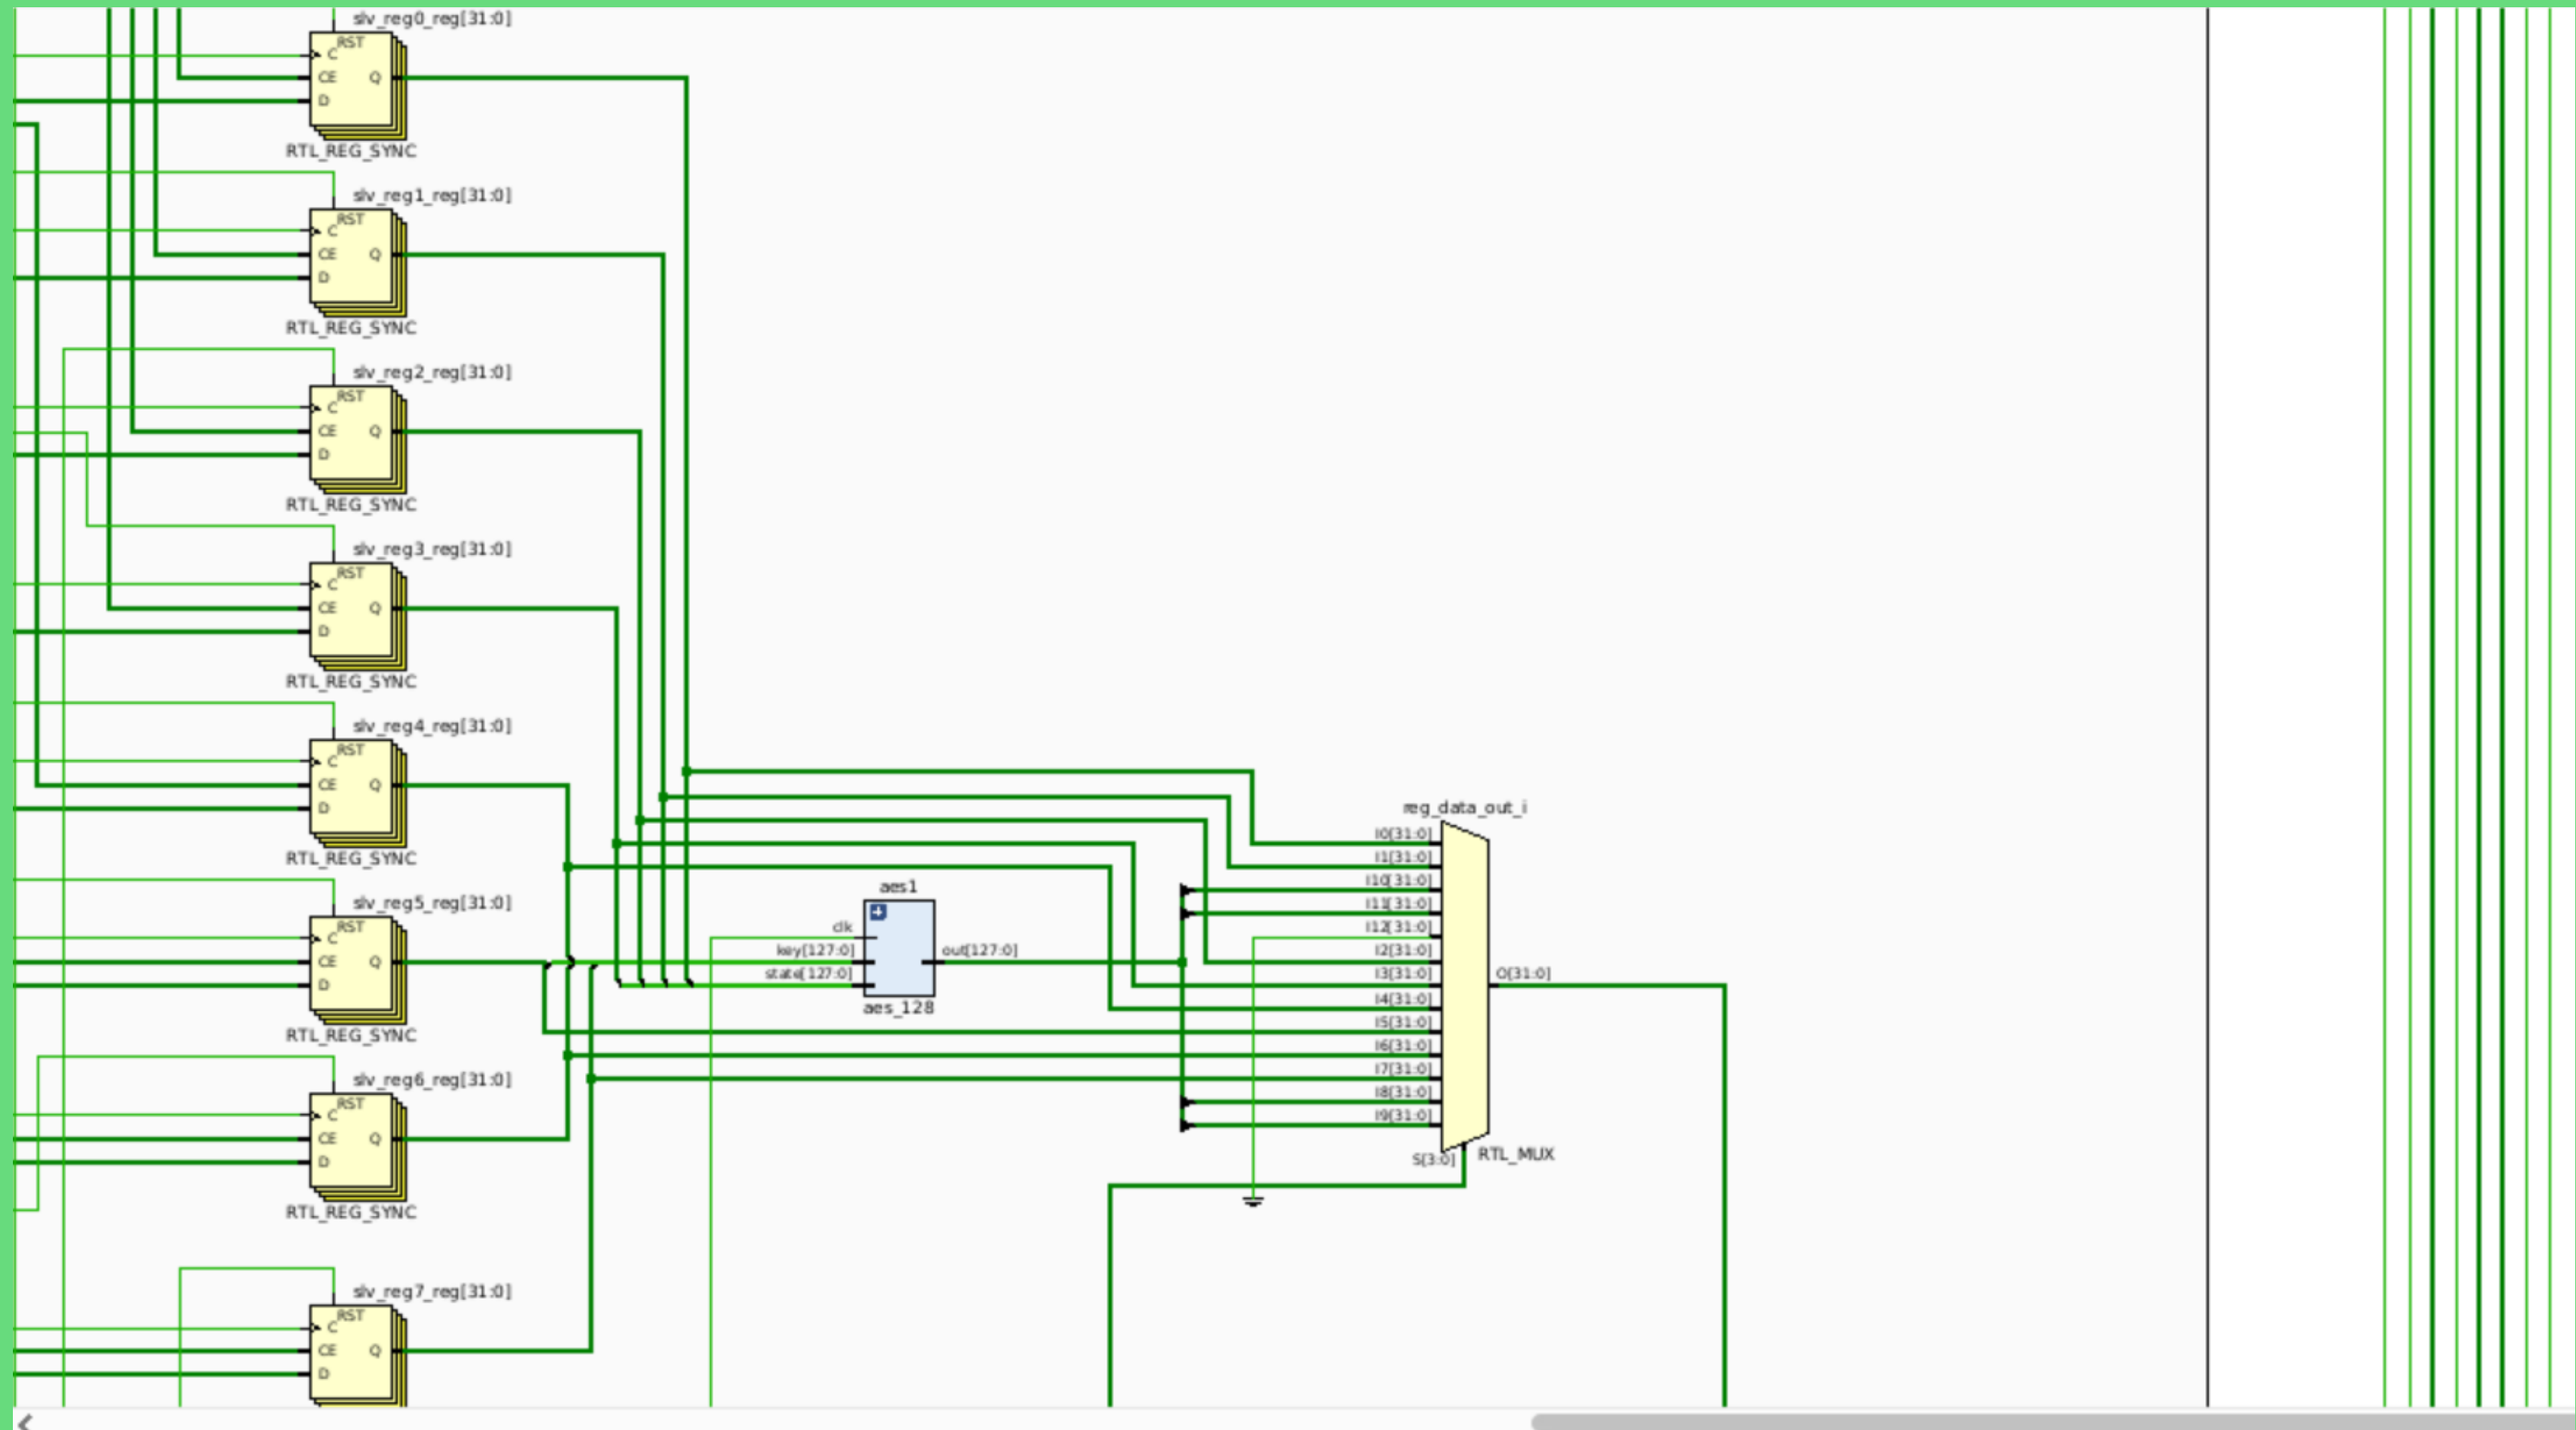 slv_reg0_reg[31:0]
RST
C
CE Q
D
RTL_REG_SYNC
slv_reg1_reg[31:0]
RST
C
CE Q
D
RTL_REG_SYNC
slv_reg2_reg[31:0]
RST
C
CE Q
D
RTL_REG_SYNC
slv_reg3_reg[31:0]
RST
C
CE Q
D
RTL_REG_SYNC
slv_reg4_reg[31:0]
RST
C
CE Q
D
RTL_REG_SYNC
slv_reg5_reg[31:0]
RST
C
CE Q
D
RTL_REG_SYNC
slv_reg6_reg[31:0]
RST
C
CE Q
D
RTL_REG_SYNC
slv_reg7_reg[31:0]
RST
C
CE Q
D
aes1
clk
key[127:0]
state[127:0]
out[127:0]
aes_128
reg_data_out_i
I0[31:0]
I1[31:0]
I10[31:0]
I11[31:0]
I12[31:0]
I2[31:0]
I3[31:0]
I4[31:0]
I5[31:0]
I6[31:0]
I7[31:0]
I8[31:0]
I9[31:0]
O[31:0]
S[3:0]
RTL_MUX